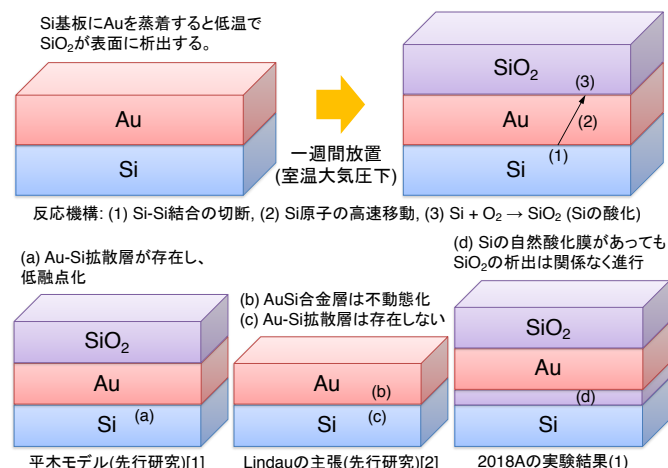 Si基板にAuを蒸着すると低温で
SiO2が表面に析出する。
Au
Si
一週間放置
(室温大気圧下)
SiO2
(3)
Au
(2)
(1)
Si
反応機構: (1) Si-Si結合の切断, (2) Si原子の高速移動, (3) Si + O2 → SiO2 (Siの酸化)
(a) Au-Si拡散層が存在し、
低融点化
SiO2
Au
Si
(a)
平木モデル(先行研究)[1]
(b) AuSi合金層は不動態化
(c) Au-Si拡散層は存在しない
Au
(b)
Si
(c)
Lindauの主張(先行研究)[2]
(d) Siの自然酸化膜があっても
SiO2の析出は関係なく進行
SiO2
Au
(d)
Si
2018Aの実験結果(1)